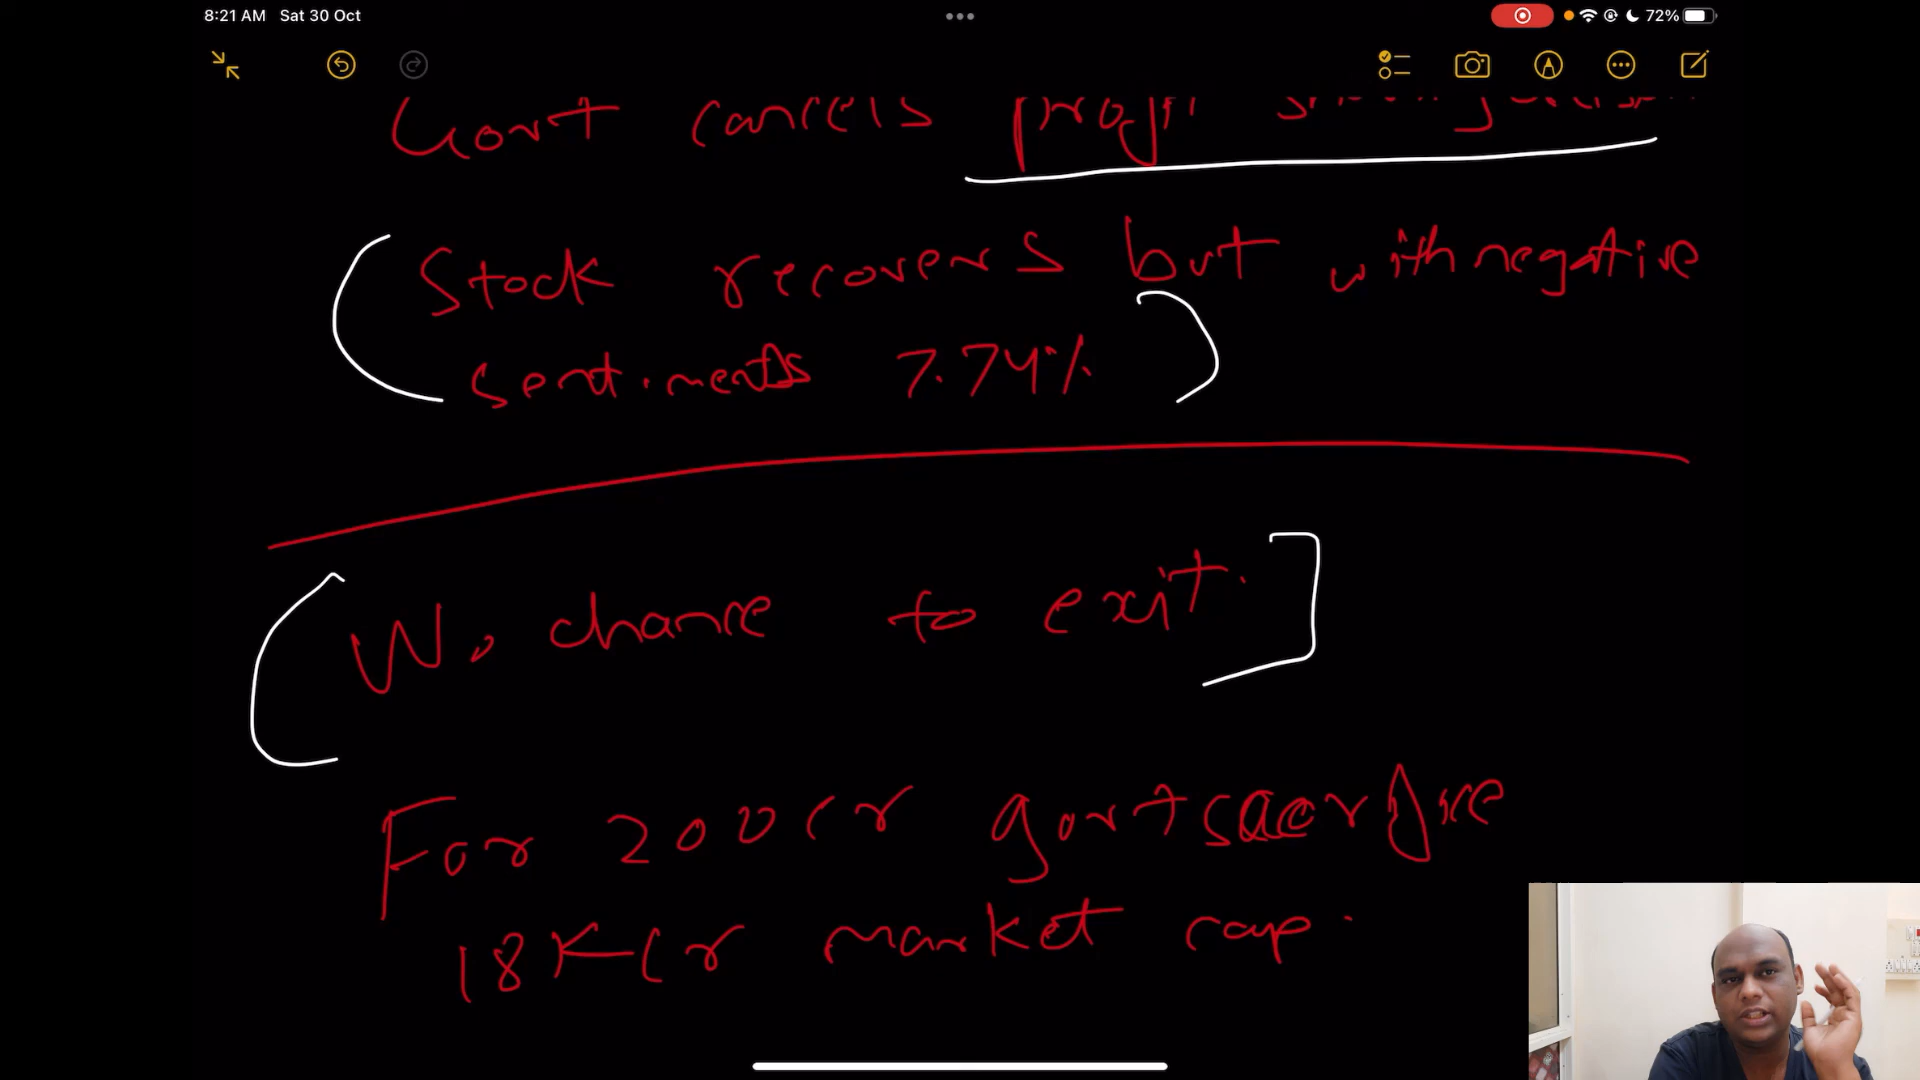 8:21 AM Sat 30 Oct
72%
Govt cancels profit
Stock recovers but with negative
sentiments 7.74%
No chance to exit.
For 200 cr govt sacrifice
18K cr market cap.